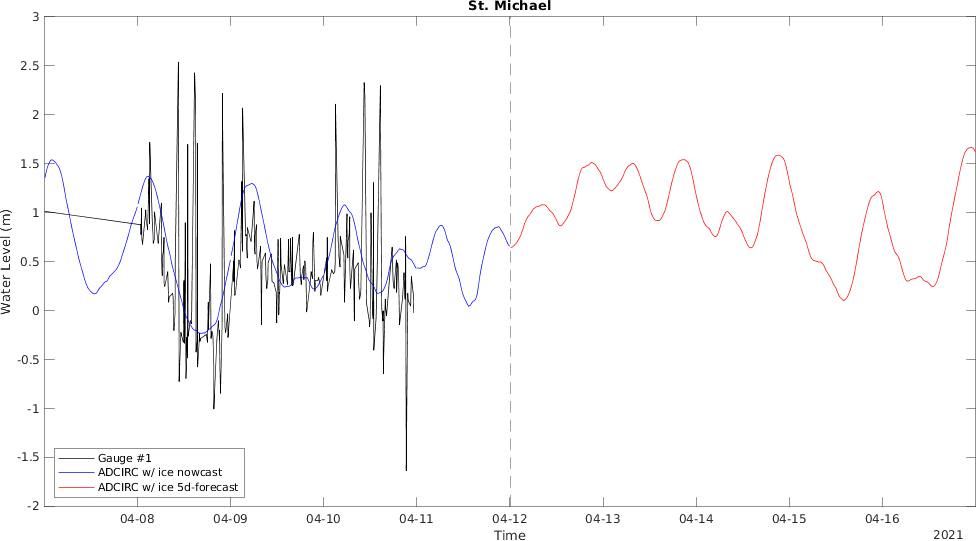 St. Michael
3
2.5
2
1.5
1
0.5
0
-0.5
-1
-1.5
-2
Water Level (m)
Gauge #1
ADCIRC w/ ice nowcast
ADCIRC w/ ice 5d-forecast
04-08 04-09 04-10 04-11 04-12 04-13 04-14 04-15 04-16
Time
2021